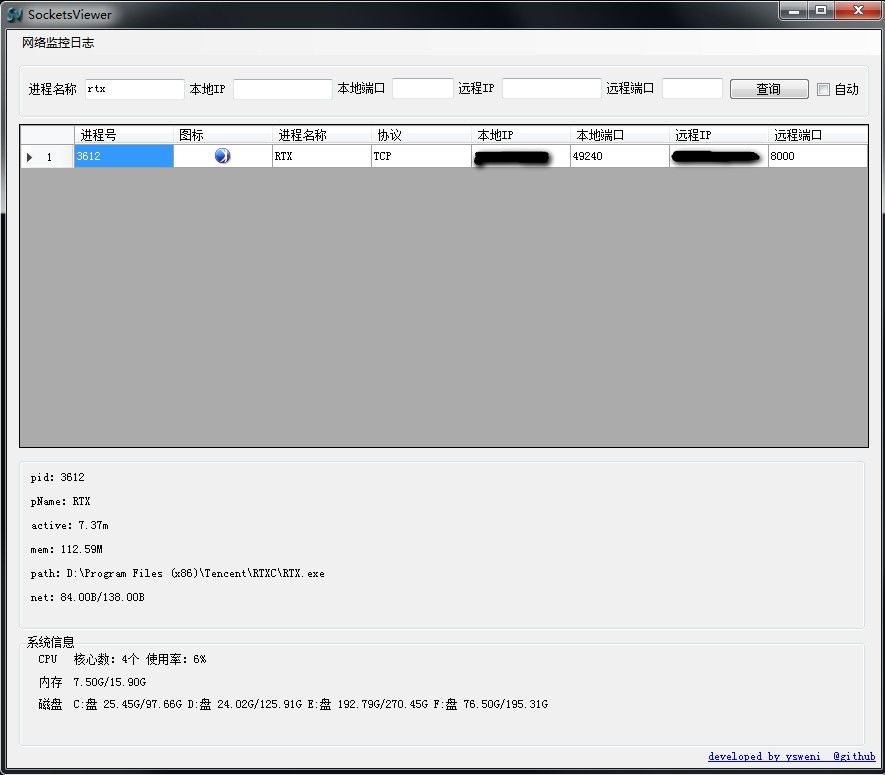 SocketsViewer
网络监控日志
进程名称 rtx 本地IP 本地端口 远程IP 远程端口 查询 自动
进程号 图标 进程名称 协议 本地IP 本地端口 远程IP 远程端口
1 3612 RTX TCP 49240 8000
pid: 3612
pName: RTX
active: 7.37m
mem: 112.59M
path: D:\Program Files (x86)\Tencent\RTXC\RTX.exe
net: 84.00B/138.00B
系统信息
CPU 核心数: 4个 使用率: 6%
内存 7.50G/15.90G
磁盘 C:盘 25.45G/97.66G D:盘 24.02G/125.91G E:盘 192.79G/270.45G F:盘 76.50G/195.31G
developed by ysweni @github